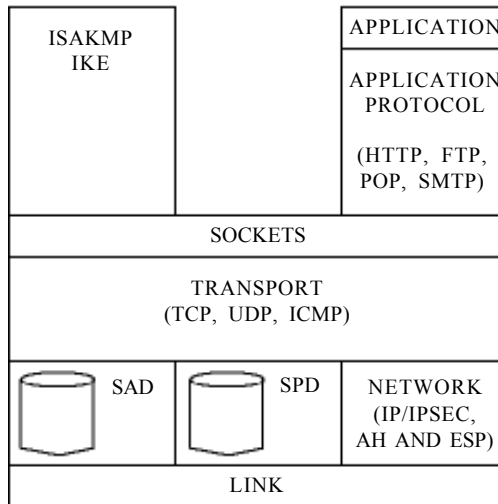 ISAKMP
IKE
APPLICATION
APPLICATION
PROTOCOL
(HTTP, FTP,
POP, SMTP)
SOCKETS
TRANSPORT
(TCP, UDP, ICMP)
SAD
SPD
NETWORK
(IP/IPSEC,
AH AND ESP)
LINK